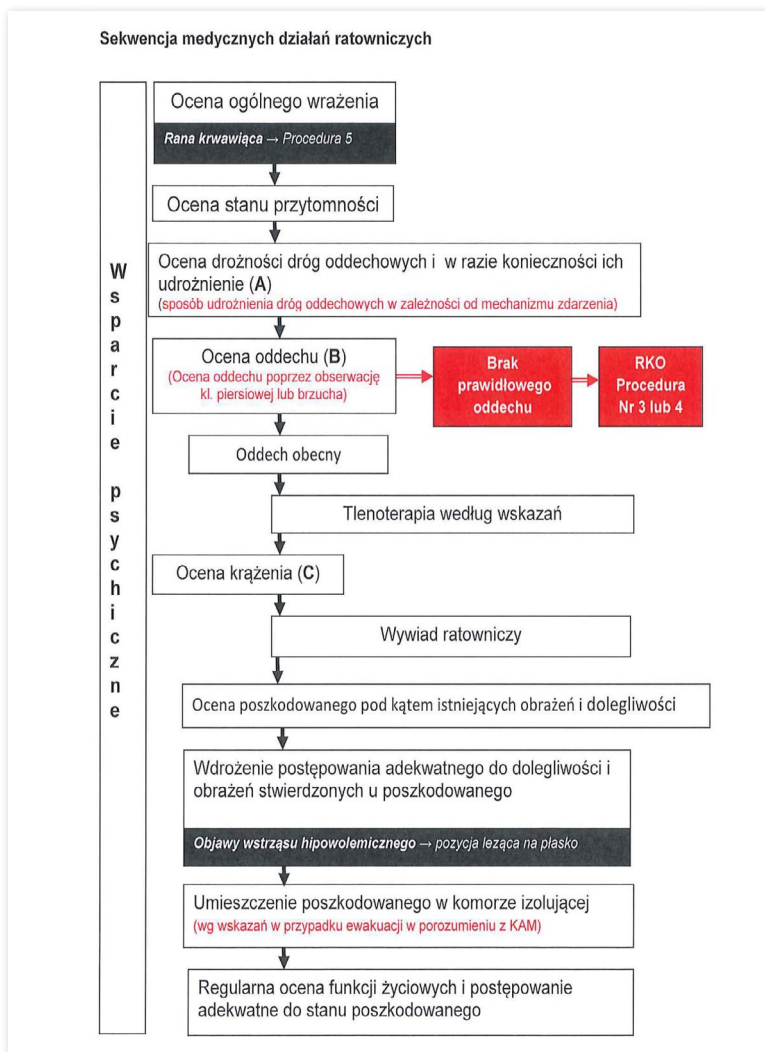 Sekwencja medycznych działań ratowniczych
Wsparcie psychiczne
Ocena ogólnego wrażenia
Rana krwawiąca → Procedura 5
Ocena stanu przytomności
Ocena drożności dróg oddechowych i w razie konieczności ich
udrożnienie (A)
(sposób udrożnienia dróg oddechowych w zależności od mechanizmu zdarzenia)
Ocena oddechu (B)
(Ocena oddechu poprzez obserwację
kl. piersiowej lub brzucha)
Brak
prawidłowego
oddechu
RKO
Procedura
Nr 3 lub 4
Oddech obecny
Tlenoterapia według wskazań
Ocena krążenia (C)
Wywiad ratowniczy
Ocena poszkodowanego pod kątem istniejących obrażeń i dolegliwości
Wdrożenie postępowania adekwatnego do dolegliwości i
obrażeń stwierdzonych u poszkodowanego
Objawy wstrząsu hipowolemicznego → pozycja leząca na płasko
Umieszczenie poszkodowanego w komorze izolującej
(wg wskazań w przypadku ewakuacji w porozumieniu z KAM)
Regularna ocena funkcji życiowych i postępowanie
adekwatne do stanu poszkodowanego